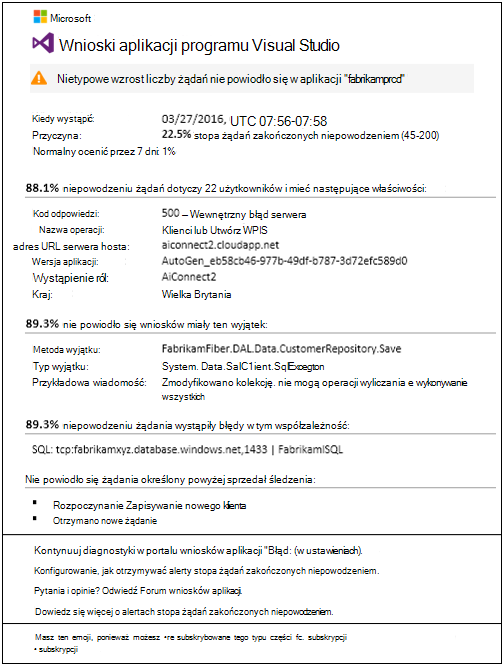 Microsoft
Wnioski aplikacji programu Visual Studio
Nietypowe wzrost liczby żądań nie powiodło się w aplikacji "fabrikamprcd"
Kiedy wystąpić: 03/27/2016, UTC 07:56-07:58
Przyczyna: 22.5% stopa żądań zakończonych niepowodzeniem (45-200)
Normalny ocenić przez 7 dni: 1%
88.1% niepowodzeniu żądań dotyczy 22 użytkowników i mieć następujące właściwości:
Kod odpowiedzi: 500 – Wewnętrzny błąd serwera
Nazwa operacji: Klienci lub Utwórz WPIS
adres URL serwera hosta: aiconnect2.cloudapp.net
Wersja aplikacji: AutoGen_eb58cb46-977b-49df-b787-3d72efc589d0
Wystąpienie ról: AiConnect2
Kraj: Wielka Brytania
89.3% nie powiodło się wniosków miały ten wyjątek:
Metoda wyjątku: FabrikamFiber.DAL.Data.CustomerRepository.Save
Typ wyjątku: System. Data.SalC1ient.SqlExcegton
Przykładowa wiadomość: Zmodyfikowano kolekcję. nie mogą operacji wyliczania e wykonywanie
wszystkich
89.3% niepowodzeniu żądania wystąpiły błędy w tym współzależność:
SQL: tcp:fabrikamxyz.database.windows.net,1433 | FabrikamISQL
Nie powiodło się żądania określony powyżej sprzedał śledzenia:
▪ Rozpoczynanie Zapisywanie nowego klienta
▪ Otrzymano nowe żądanie
Kontynuuj diagnostyki w portalu wniosków aplikacji "Błąd: (w ustawieniach).
Konfigurowanie, jak otrzymywać alerty stopa żądań zakończonych niepowodzeniem.
Pytania i opinie? Odwiedź Forum wniosków aplikacji.
Dowiedz się więcej o alertach stopa żądań zakończonych niepowodzeniem.
Masz ten emoji, ponieważ możesz •re subskrybowane tego typu części fc. subskrypcji
• subskrypcji